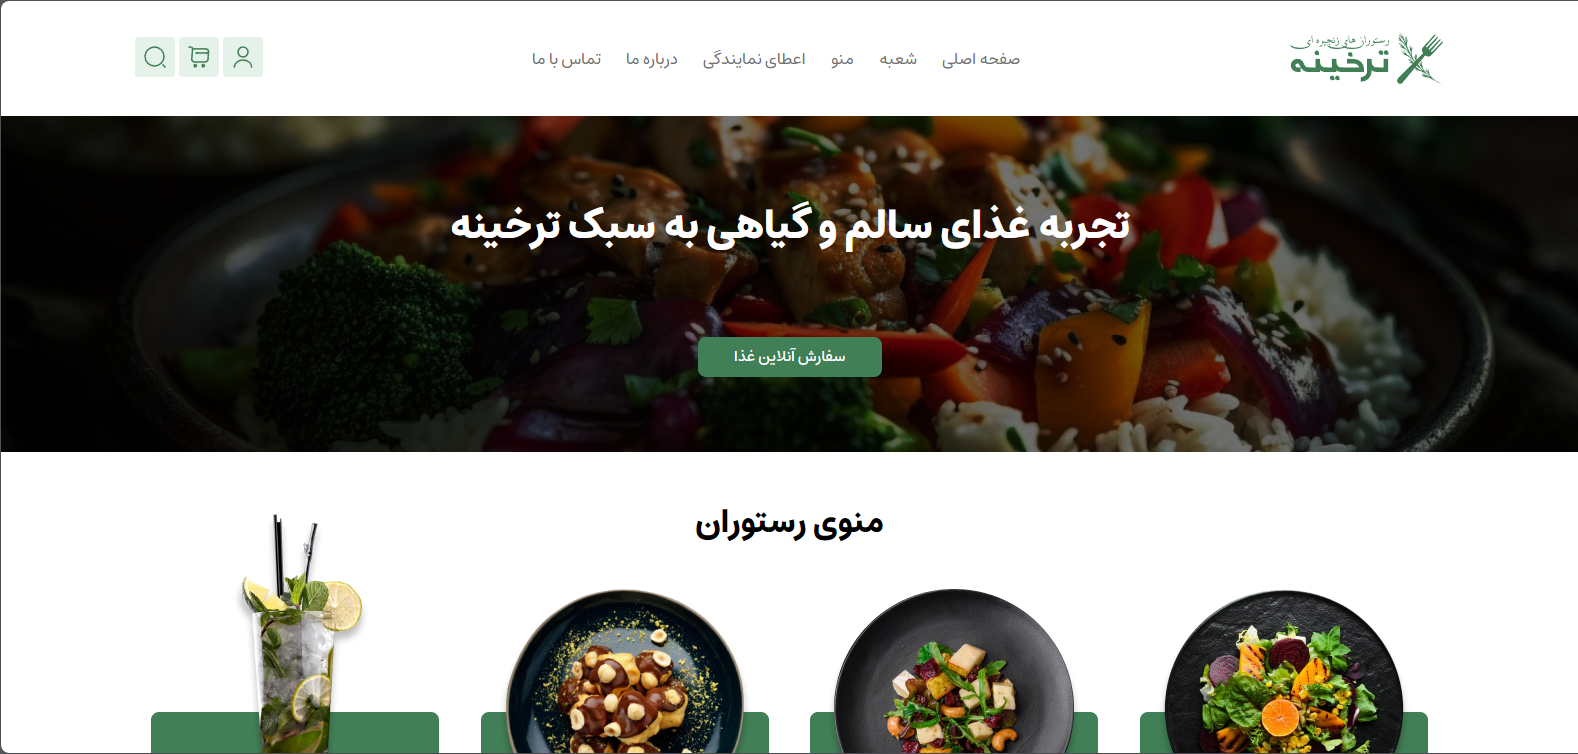 رستوران های زنجیره ای
ترخینه
صفحه اصلی شعبه منو اعطای نمایندگی درباره ما تماس با ما
تجربه غذای سالم و گیاهی به سبک ترخینه
سفارش آنلاین غذا
منوی رستوران